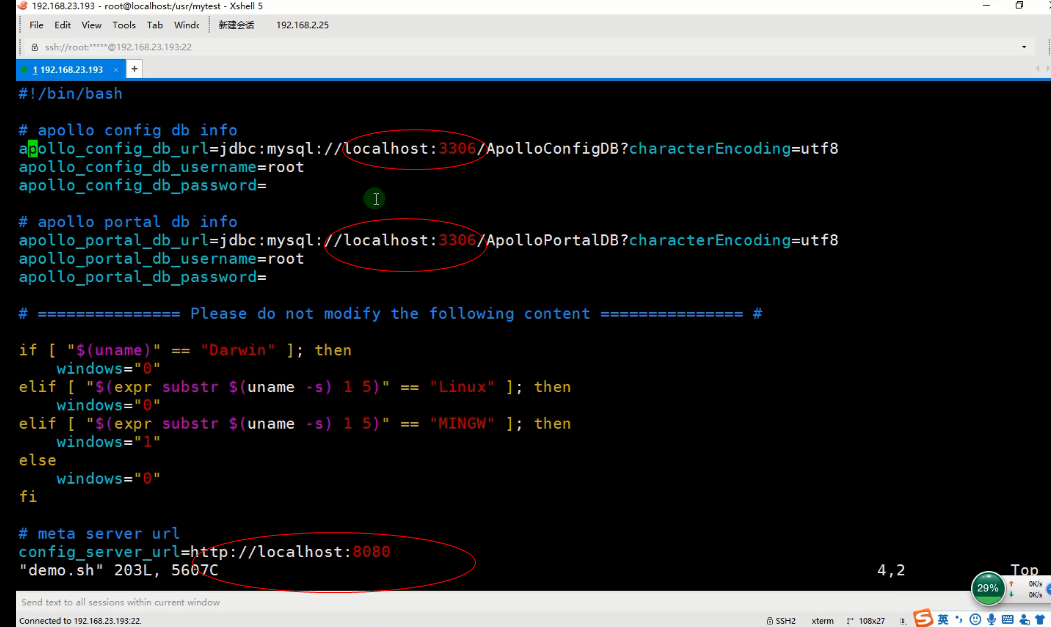 192.168.23.193 - root@localhost:/usr/mytest - Xshell 5
File Edit View Tools Tab Windc 新建会话 192.168.2.25
ssh://root:*****@192.168.23.193:22
1 192.168.23.193 × +
#!/bin/bash
# apollo config db info
apollo_config_db_url=jdbc:mysql://localhost:3306/ApolloConfigDB?characterEncoding=utf8
apollo_config_db_username=root
apollo_config_db_password=
# apollo portal db info
apollo_portal_db_url=jdbc:mysql://localhost:3306/ApolloPortalDB?characterEncoding=utf8
apollo_portal_db_username=root
apollo_portal_db_password=
# =============== Please do not modify the following content =============== #
if [ "$(uname)" == "Darwin" ]; then
    windows="0"
elif [ "$(expr substr $(uname -s) 1 5)" == "Linux" ]; then
    windows="0"
elif [ "$(expr substr $(uname -s) 1 5)" == "MINGW" ]; then
    windows="1"
else
    windows="0"
fi
# meta server url
config_server_url=http://localhost:8080
"demo.sh" 203L, 5607C 4,2 Top
29% 0K/s
0K/s
Send text to all sessions within current window
Connected to 192.168.23.193:22. SSH2 xterm 108x27 英